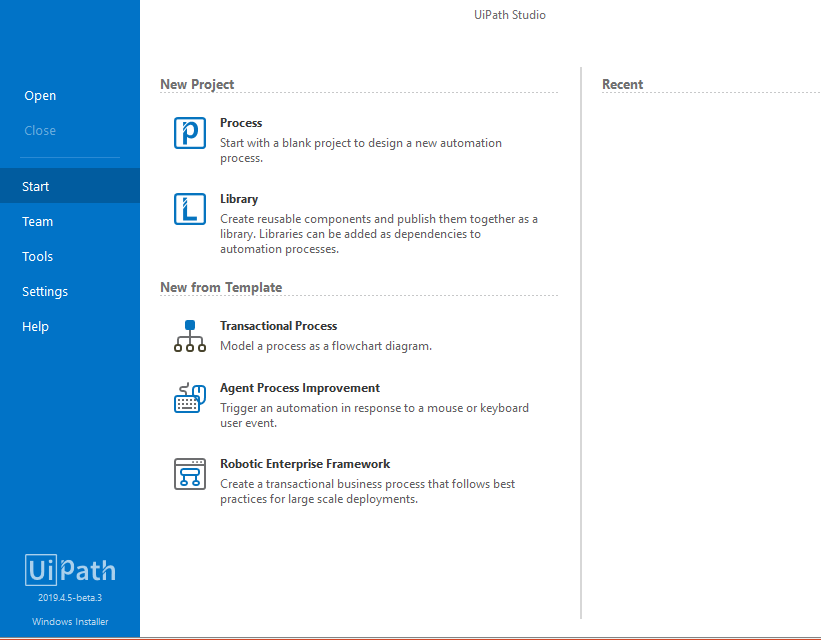 UiPath Studio
Open
Close
Start
Team
Tools
Settings
Help
UiPath
2019.4.5-beta.3
Windows Installer
New Project
Process
Start with a blank project to design a new automation
process.
Library
Create reusable components and publish them together as a
library. Libraries can be added as dependencies to
automation processes.
New from Template
Transactional Process
Model a process as a flowchart diagram.
Agent Process Improvement
Trigger an automation in response to a mouse or keyboard
user event.
Robotic Enterprise Framework
Create a transactional business process that follows best
practices for large scale deployments.
Recent